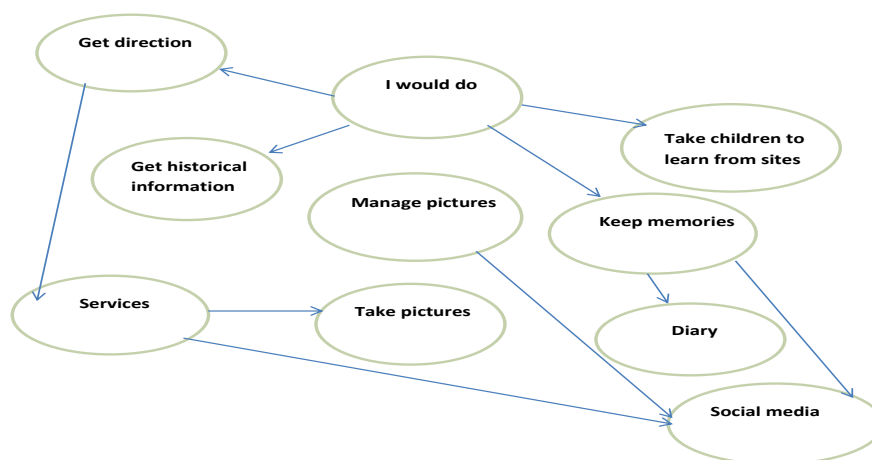 Get direction
I would do
Take children to
learn from sites
Get historical
information
Manage pictures
Keep memories
Services
Take pictures
Diary
Social media